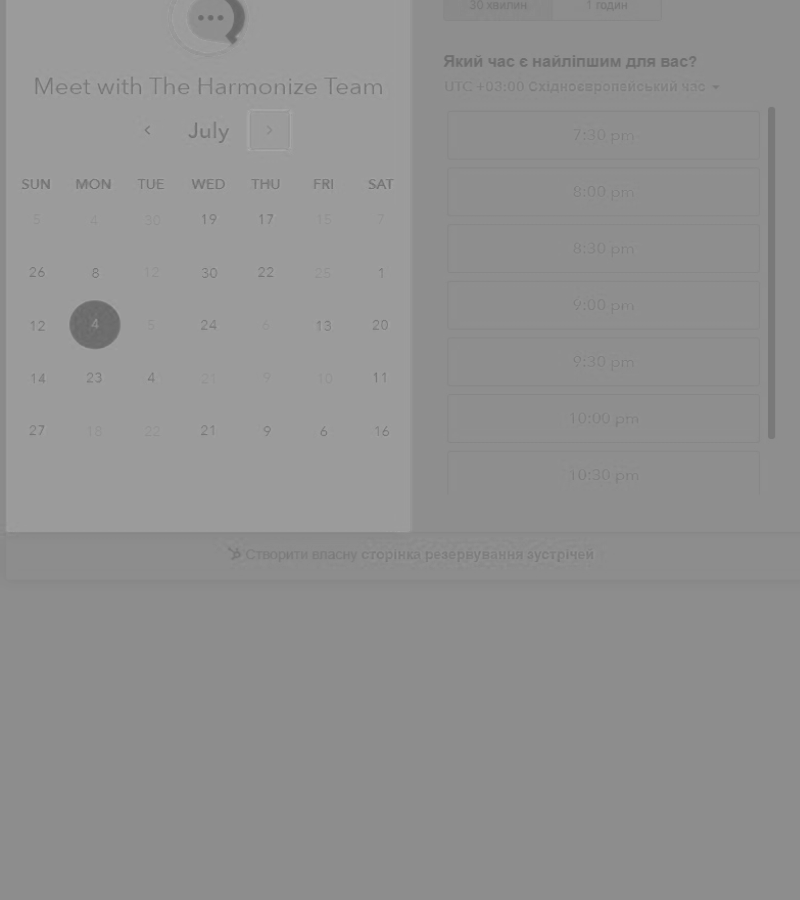 30 хвилин
1 годин
Meet with The Harmonize Team
July
SUN MON TUE WED THU FRI SAT
5 4 30 19 17 15 7
26 8 12 30 22 28 1
12 4 5 24 6 13 20
14 23 4 21 9 10 11
27 18 22 21 9 6 16
Який час є найліпшим для вас?
UTC +03:00 Східноєвропейський час
7:30 pm
8:00 pm
8:30 pm
9:00 pm
9:30 pm
10:00 pm
10:30 pm
Створити власну сторінка резервування зустрічей